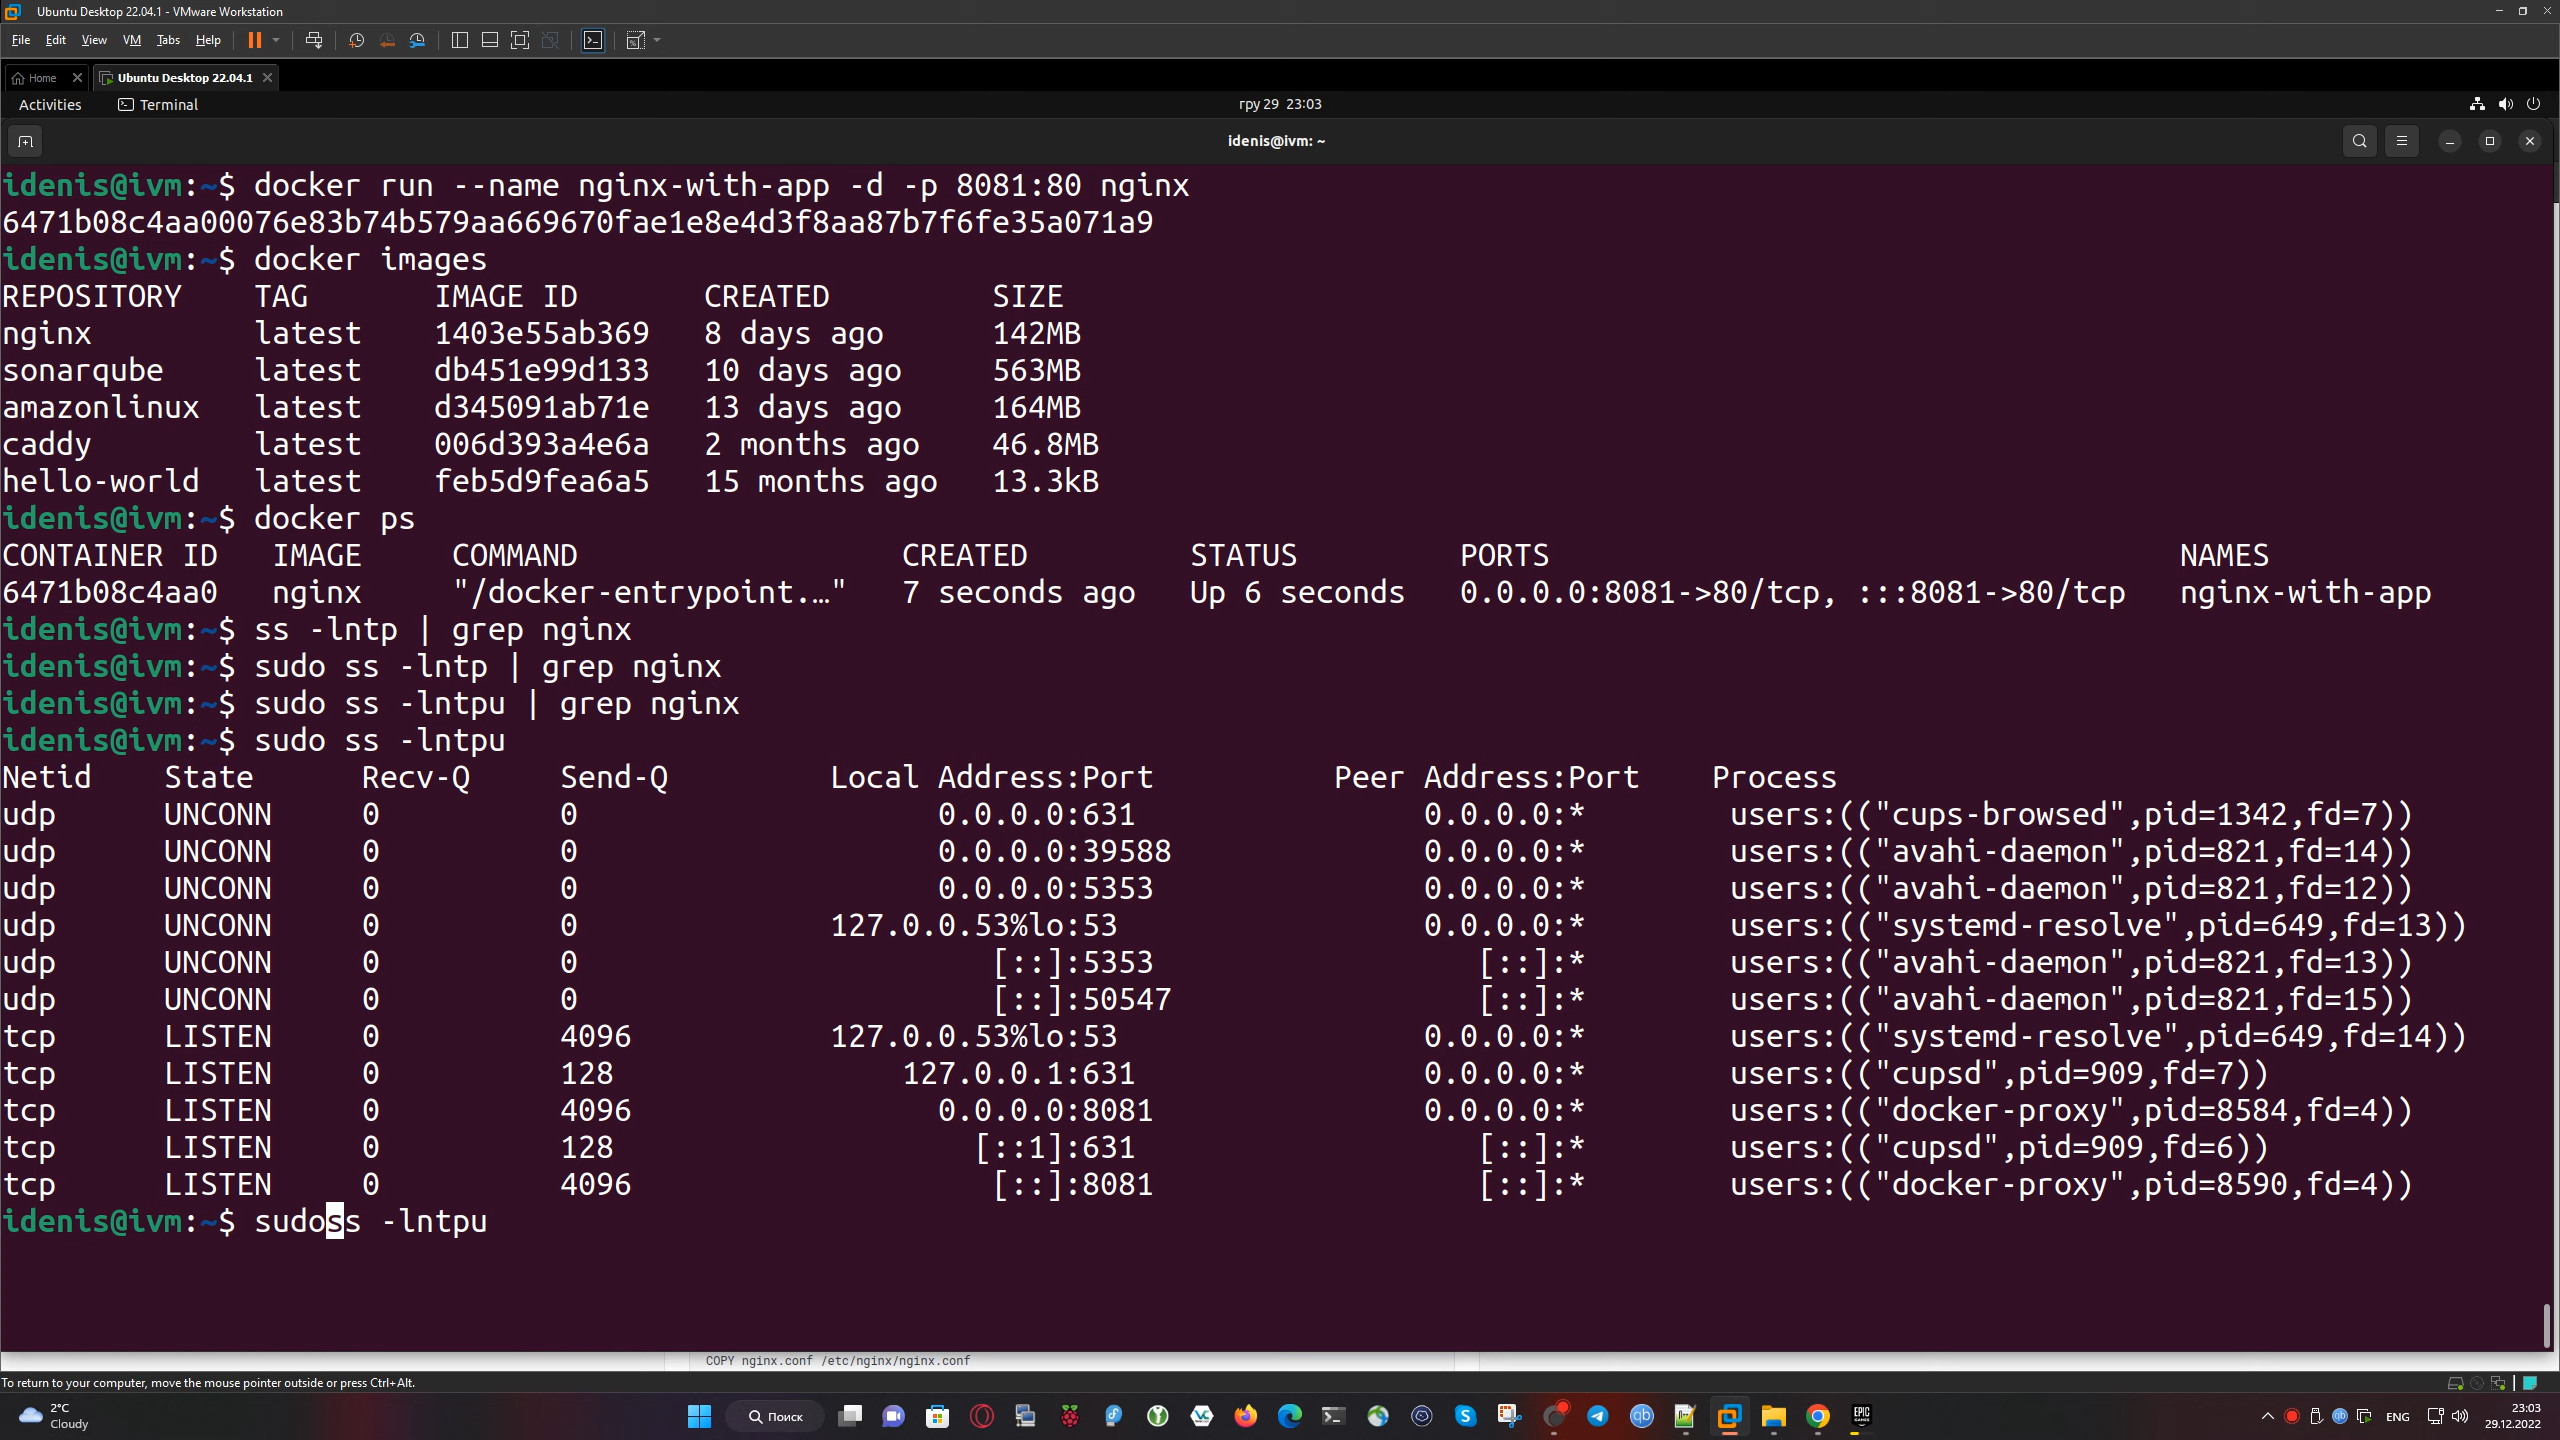 Ubuntu Desktop 22.04.1 - VMware Workstation
File Edit View VM Tabs Help
Home Ubuntu Desktop 22.04.1
Activities Terminal гру 29 23:03
idenis@ivm: ~
idenis@ivm:~$ docker run --name nginx-with-app -d -p 8081:80 nginx
6471b08c4aa00076e83b74b579aa669670fae1e8e4d3f8aa87b7f6fe35a071a9
idenis@ivm:~$ docker images
REPOSITORY TAG IMAGE ID CREATED SIZE
nginx latest 1403e55ab369 8 days ago 142MB
sonarqube latest db451e99d133 10 days ago 563MB
amazonlinux latest d345091ab71e 13 days ago 164MB
caddy latest 006d393a4e6a 2 months ago 46.8MB
hello-world latest feb5d9fea6a5 15 months ago 13.3kB
idenis@ivm:~$ docker ps
CONTAINER ID IMAGE COMMAND CREATED STATUS PORTS NAMES
6471b08c4aa0 nginx "/docker-entrypoint.…" 7 seconds ago Up 6 seconds 0.0.0.0:8081->80/tcp, :::8081->80/tcp nginx-with-app
idenis@ivm:~$ ss -lntp | grep nginx
idenis@ivm:~$ sudo ss -lntp | grep nginx
idenis@ivm:~$ sudo ss -lntpu | grep nginx
idenis@ivm:~$ sudo ss -lntpu
Netid State Recv-Q Send-Q Local Address:Port Peer Address:Port Process
udp UNCONN 0 0 0.0.0.0:631 0.0.0.0:* users:(("cups-browsed",pid=1342,fd=7))
udp UNCONN 0 0 0.0.0.0:39588 0.0.0.0:* users:(("avahi-daemon",pid=821,fd=14))
udp UNCONN 0 0 0.0.0.0:5353 0.0.0.0:* users:(("avahi-daemon",pid=821,fd=12))
udp UNCONN 0 0 127.0.0.53%lo:53 0.0.0.0:* users:(("systemd-resolve",pid=649,fd=13))
udp UNCONN 0 0 [::]:5353 [::]:* users:(("avahi-daemon",pid=821,fd=13))
udp UNCONN 0 0 [::]:50547 [::]:* users:(("avahi-daemon",pid=821,fd=15))
tcp LISTEN 0 4096 127.0.0.53%lo:53 0.0.0.0:* users:(("systemd-resolve",pid=649,fd=14))
tcp LISTEN 0 128 127.0.0.1:631 0.0.0.0:* users:(("cupsd",pid=909,fd=7))
tcp LISTEN 0 4096 0.0.0.0:8081 0.0.0.0:* users:(("docker-proxy",pid=8584,fd=4))
tcp LISTEN 0 128 [::1]:631 [::]:* users:(("cupsd",pid=909,fd=6))
tcp LISTEN 0 4096 [::]:8081 [::]:* users:(("docker-proxy",pid=8590,fd=4))
idenis@ivm:~$ sudoss -lntpu
COPY nginx.conf /etc/nginx/nginx.conf
To return to your computer, move the mouse pointer outside or press Ctrl+Alt.
2°C
Cloudy
Поиск
EPIC GAMES
ENG
23:03
29.12.2022